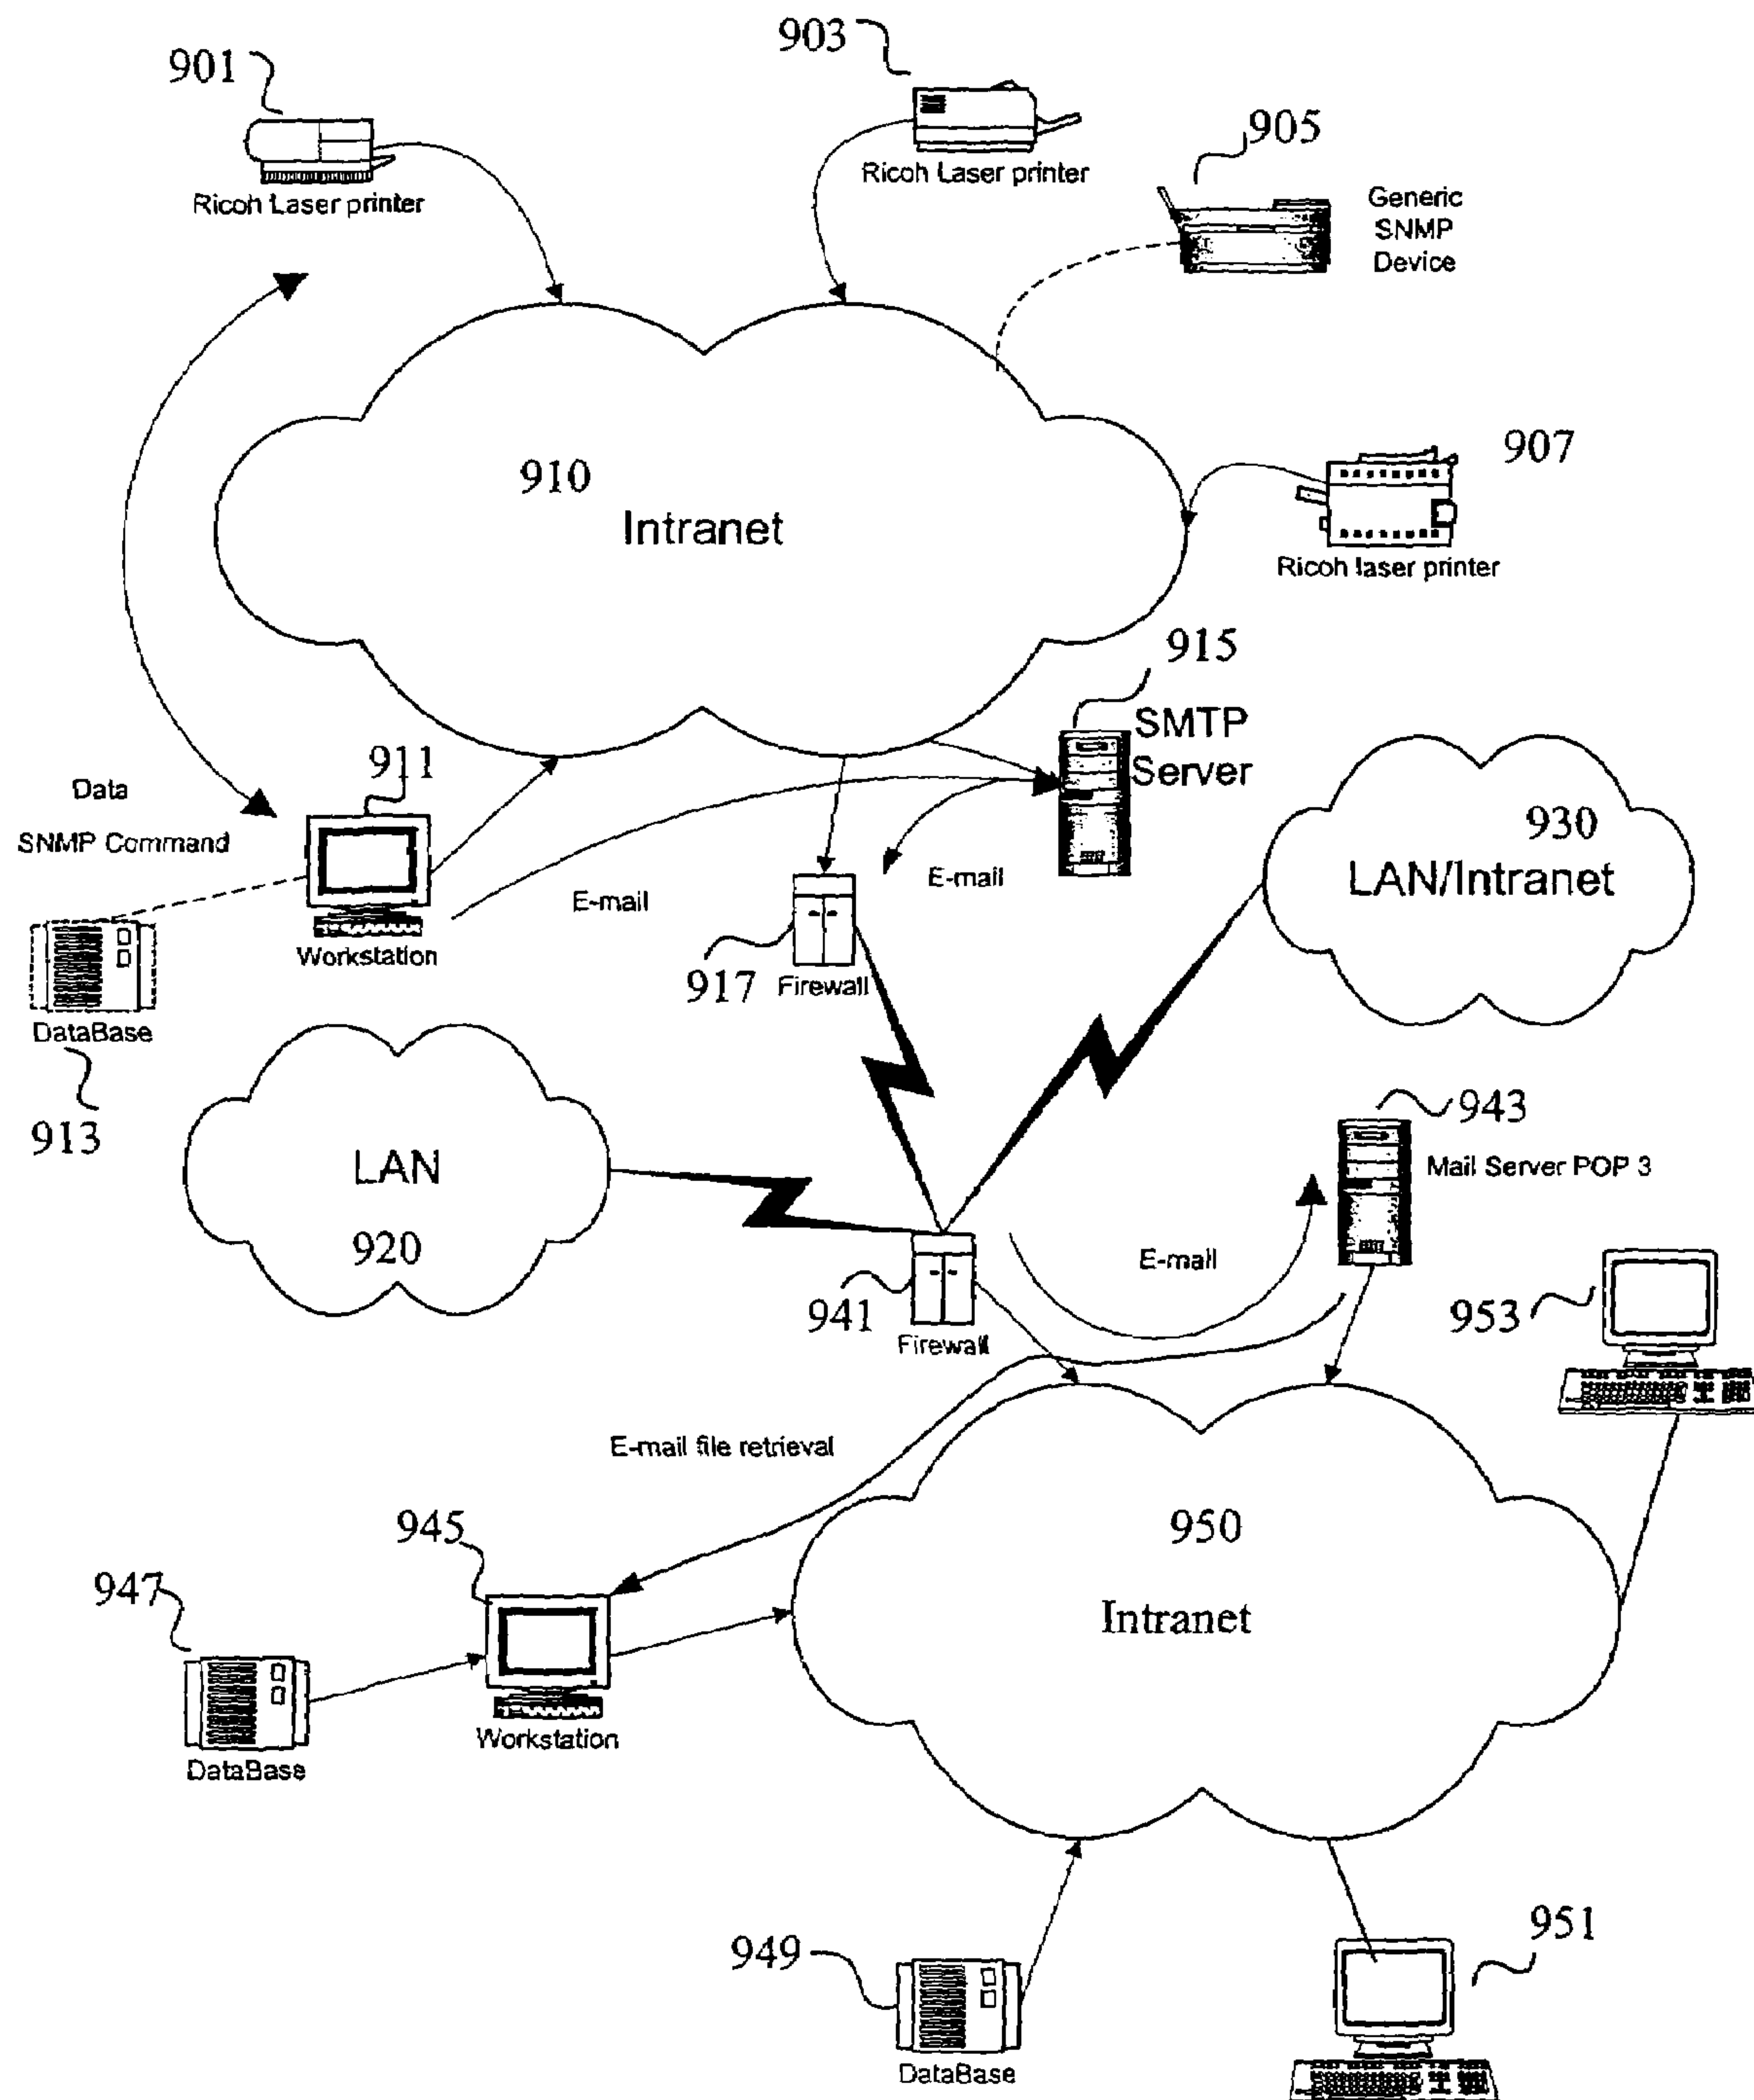 903
901
905
Ricoh Laser printer
Ricoh Laser printer
Generic
SNMP
Device
907
910
Intranet
Ricoh laser printer
915
SMTP
Server
911
Data
SNMP Command
930
LAN/Intranet
E-mail
E-mail
Workstation
917
Firewall
DataBase
913
943
LAN
Mail Server POP 3
920
E-mail
941
953
Firewall
E-mail file retrieval
945
950
947
Intranet
Workstation
DataBase
951
949
DataBase